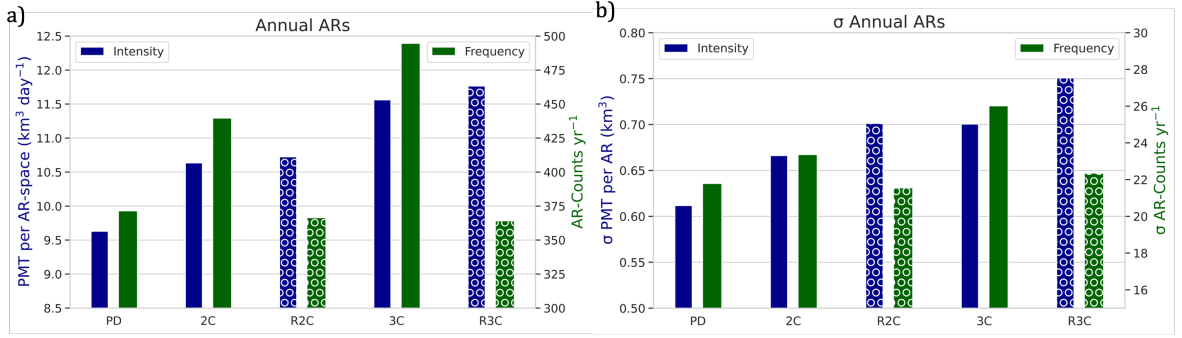 a)
Annual ARs
Intensity
Frequency
PMT per AR-space (km³ day⁻¹)
12.5
12.0
11.5
11.0
10.5
10.0
9.5
9.0
8.5
500
475
450
425
400
375
350
325
300
AR-Counts yr⁻¹
PD 2C R2C 3C R3C
b)
σ Annual ARs
Intensity
Frequency
σ PMT per AR (km³)
0.80
0.75
0.70
0.65
0.60
0.55
0.50
30
28
26
24
22
20
18
16
σ AR-Counts yr⁻¹
PD 2C R2C 3C R3C